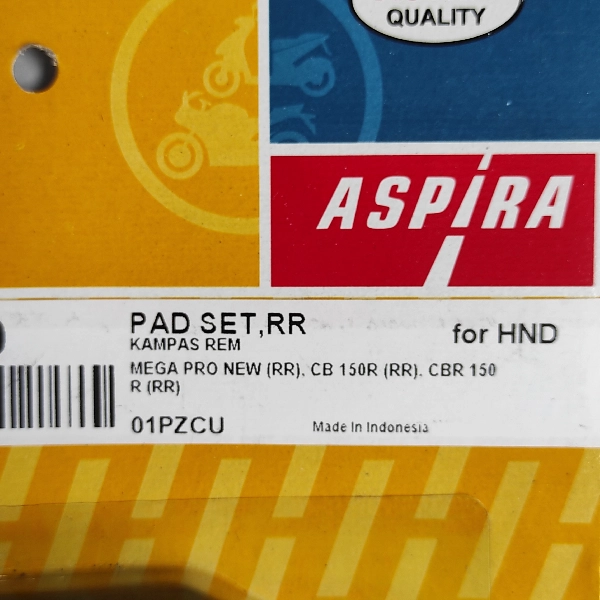 QUALITY
ASPIRA
PAD SET,RR
for HND
KAMPAS REM
MEGA PRO NEW (RR), CB 150R (RR), CBR 150
R (RR)
01PZCU
Made In Indonesia